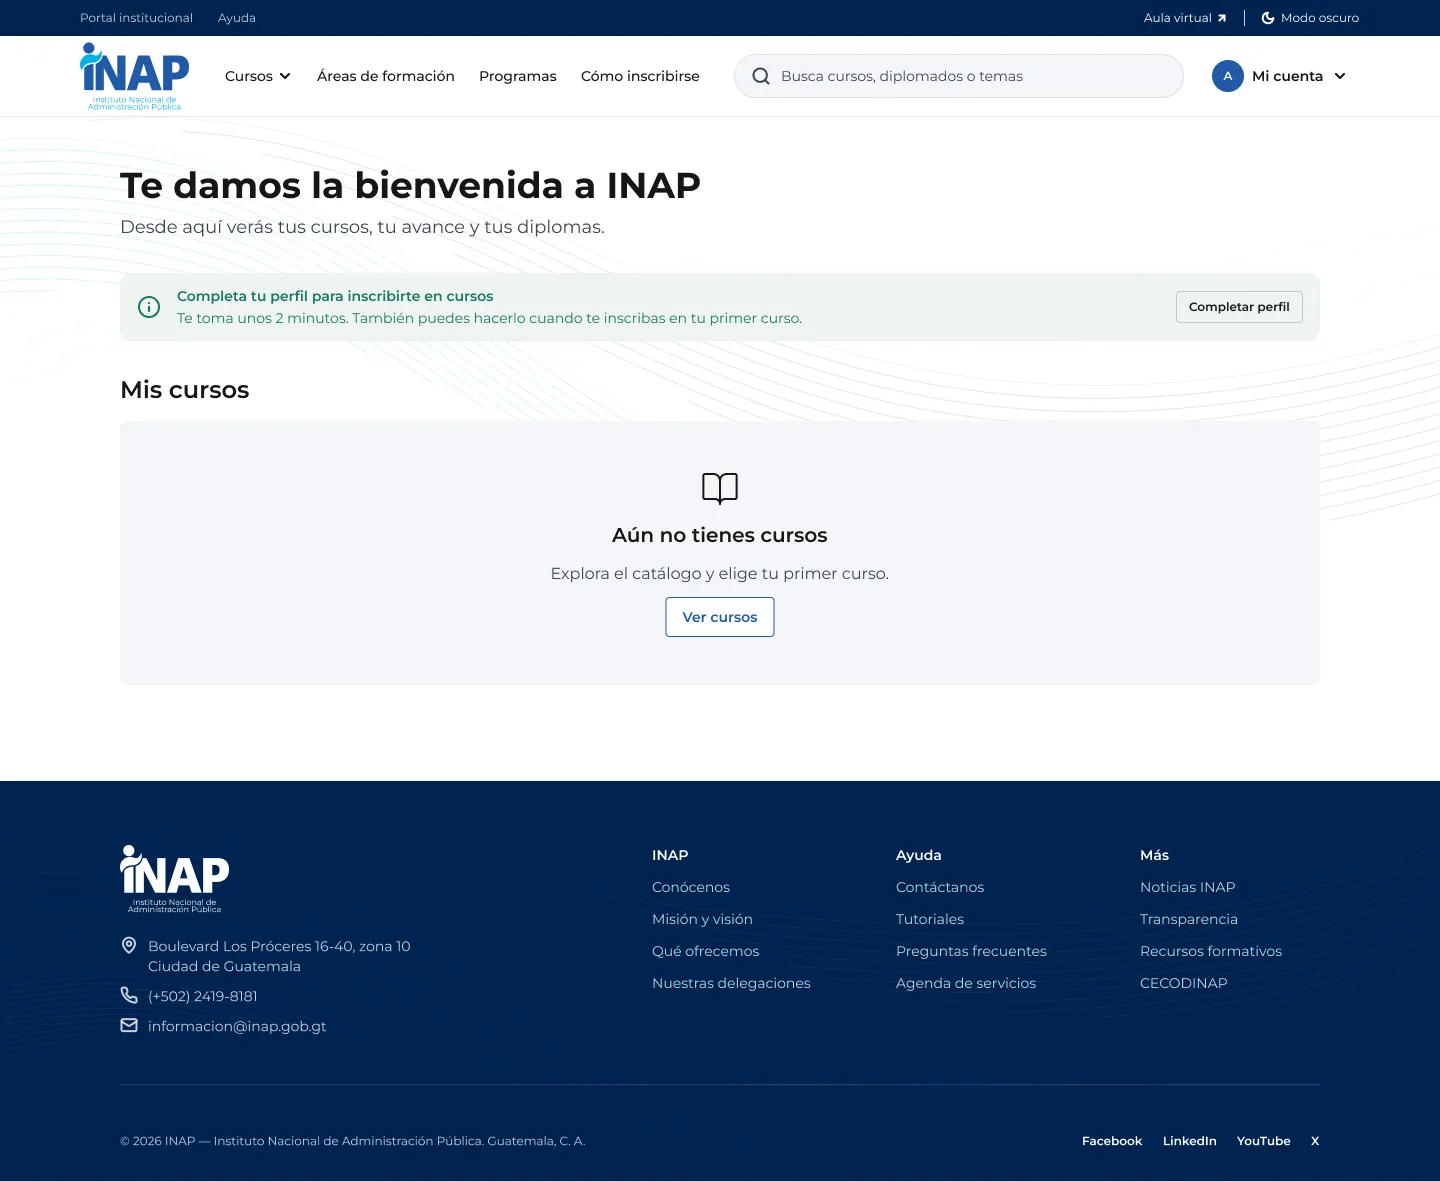 Portal institucional
Ayuda
Aula virtual
Modo oscuro
INAP
Instituto Nacional de
Administración Pública
Cursos
Áreas de formación
Programas
Cómo inscribirse
Busca cursos, diplomados o temas
A
Mi cuenta
Te damos la bienvenida a INAP
Desde aquí verás tus cursos, tu avance y tus diplomas.
Completa tu perfil para inscribirte en cursos
Te toma unos 2 minutos. También puedes hacerlo cuando te inscribas en tu primer curso.
Completar perfil
Mis cursos
Aún no tienes cursos
Explora el catálogo y elige tu primer curso.
Ver cursos
INAP
Instituto Nacional de
Administración Pública
Boulevard Los Próceres 16-40, zona 10
Ciudad de Guatemala
(+502) 2419-8181
informacion@inap.gob.gt
INAP
Conócenos
Misión y visión
Qué ofrecemos
Nuestras delegaciones
Ayuda
Contáctanos
Tutoriales
Preguntas frecuentes
Agenda de servicios
Más
Noticias INAP
Transparencia
Recursos formativos
CECODINAP
© 2026 INAP — Instituto Nacional de Administración Pública. Guatemala, C. A.
Facebook
LinkedIn
YouTube
X